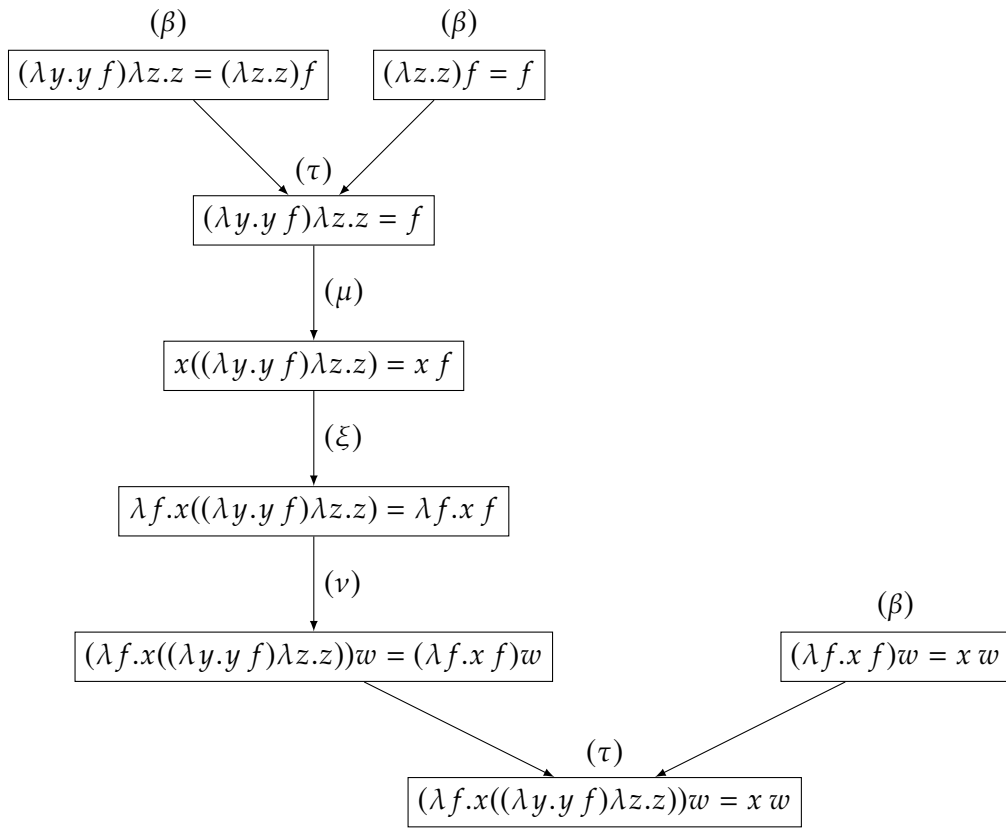 (β) (β)
(λy.y f)λz.z = (λz.z)f (λz.z)f = f
(τ)
(λy.y f)λz.z = f
(μ)
x((λy.y f)λz.z) = x f
(ξ)
λf.x((λy.y f)λz.z) = λf.x f
(ν)
(β)
(λf.x((λy.y f)λz.z))w = (λf.x f)w (λf.x f)w = x w
(τ)
(λf.x((λy.y f)λz.z))w = x w